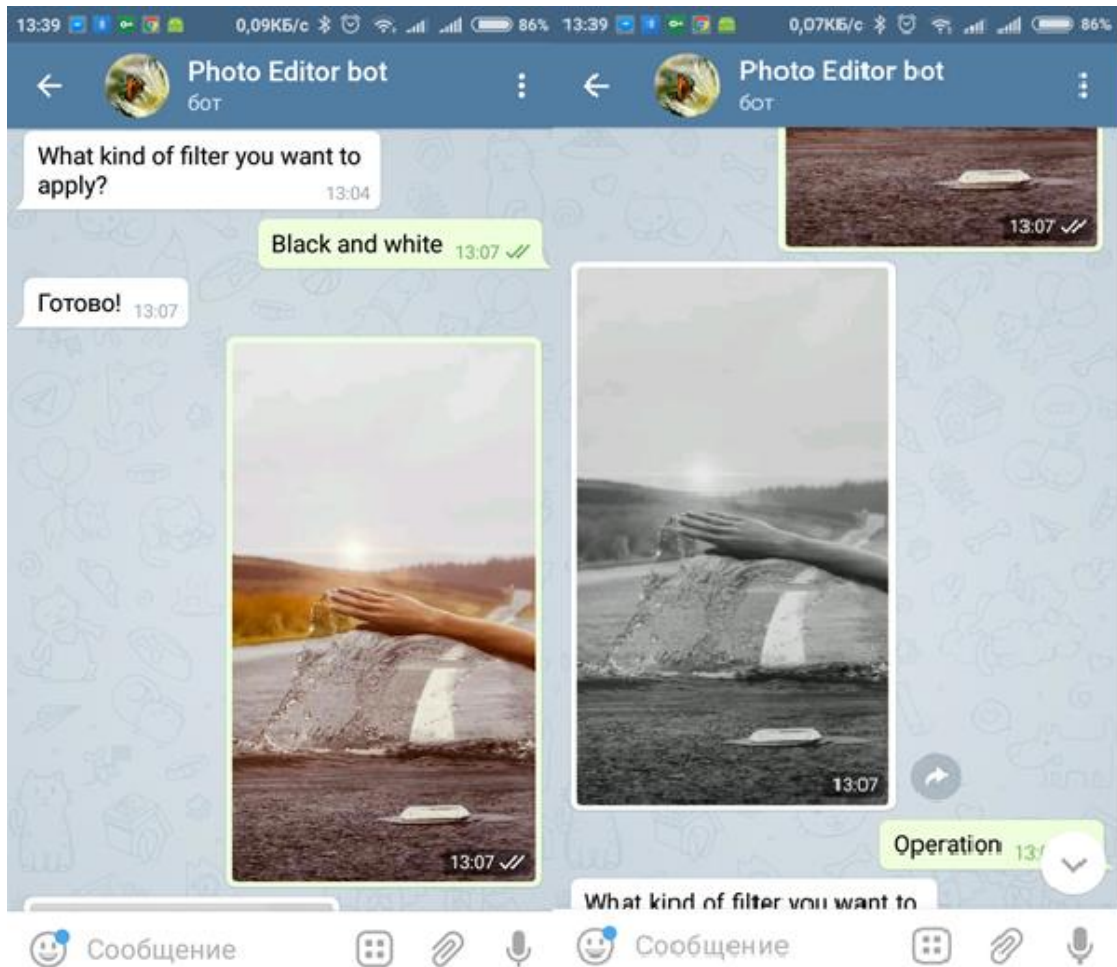 13:39 0,09КБ/с 86%
Photo Editor bot
бот
What kind of filter you want to
apply?
13:04
Black and white 13:07
Готово! 13:07
13:07
Сообщение
13:39 0,07КБ/с 86%
Photo Editor bot
бот
13:07
13:07
Operation
What kind of filter you want to
Сообщение